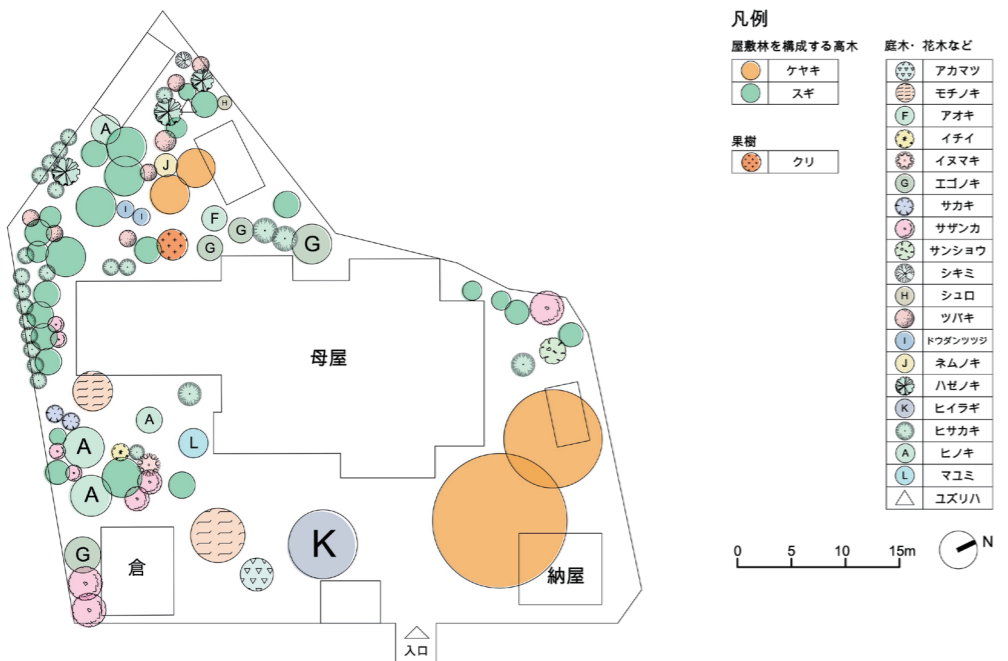 凡例
屋敷林を構成する高木
ケヤキ
スギ
果樹
クリ
庭木・花木など
アカマツ
モチノキ
F アオキ
イチイ
イヌマキ
G エゴノキ
サカキ
サザンカ
サンショウ
シキミ
H シュロ
ツバキ
I ドウダンツツジ
J ネムノキ
ハゼノキ
K ヒイラギ
ヒサカキ
A ヒノキ
L マユミ
ユズリハ
0 5 10 15m
N
H
A
J
I I
F
G
G
G
母屋
A
A
L
A
G
K
倉
納屋
入口